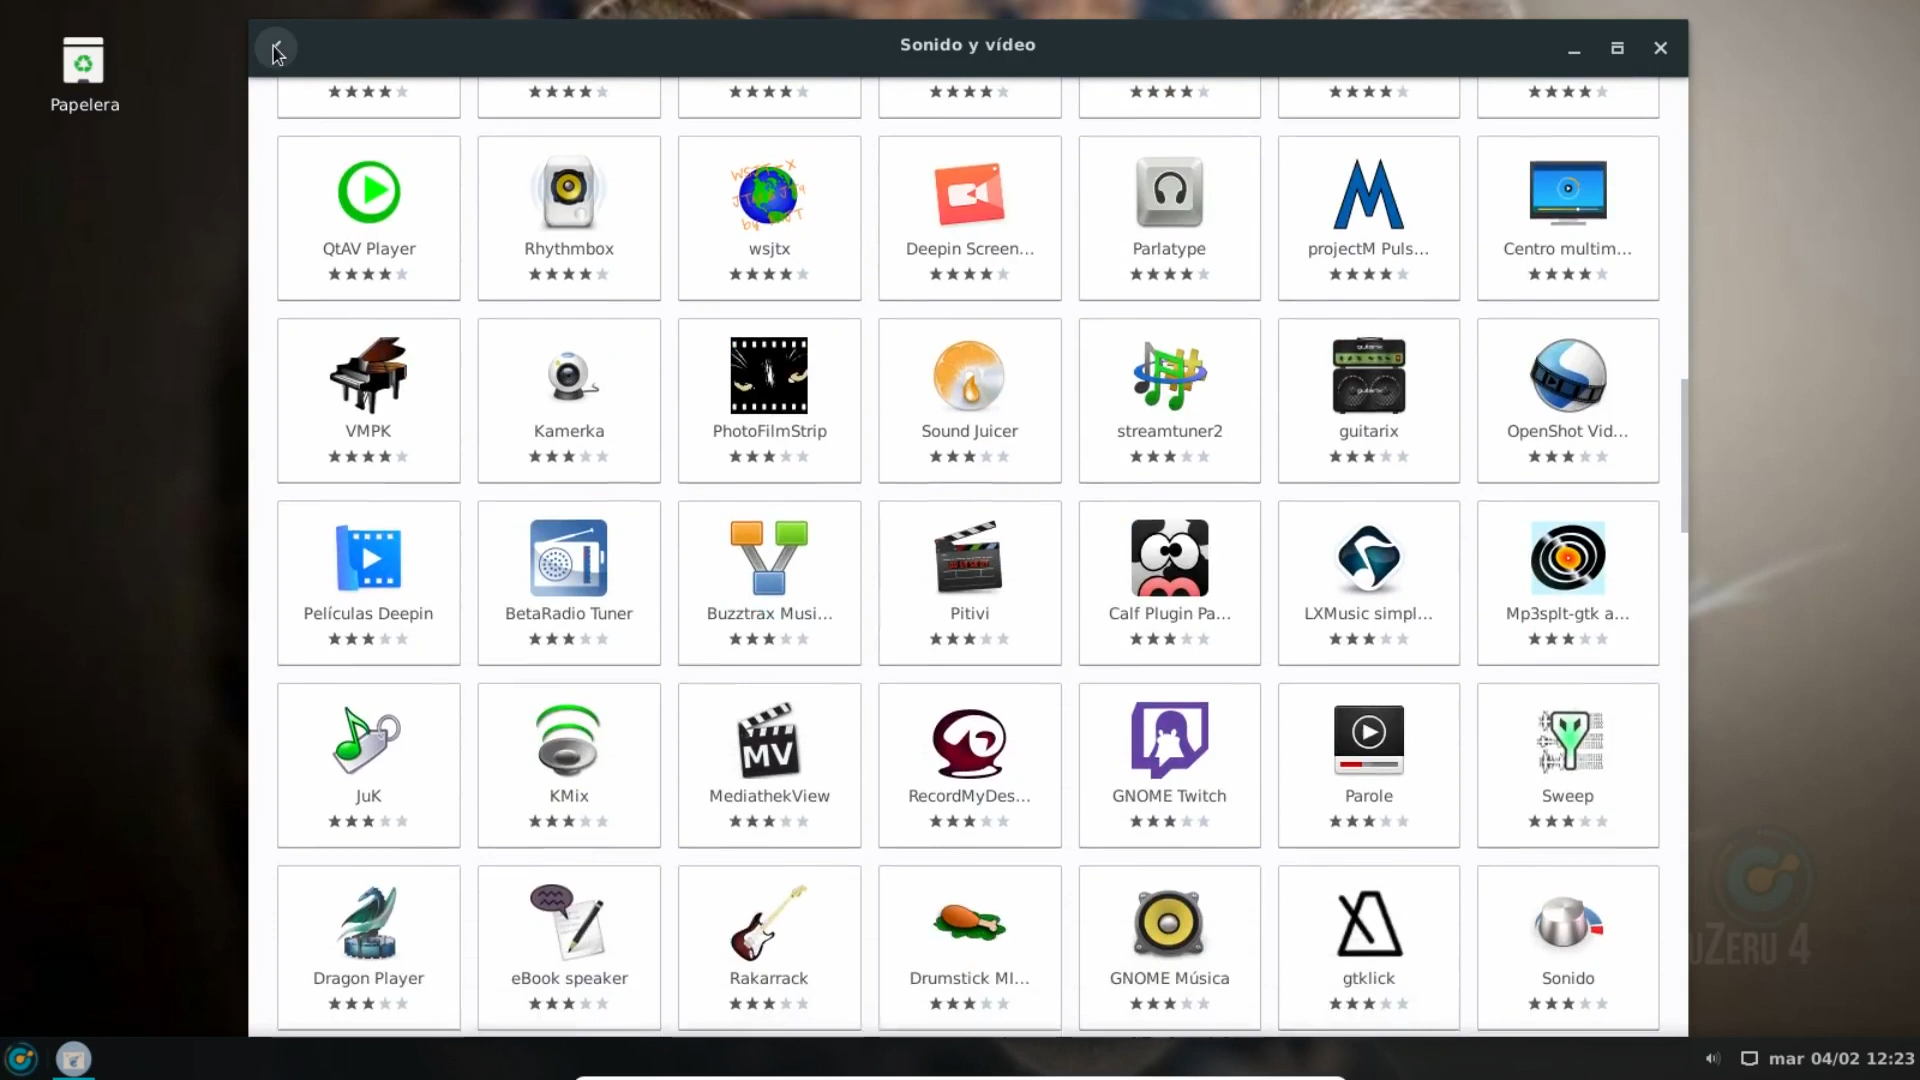 Sonido y vídeo
Papelera
QtAV Player
Rhythmbox
wsjtx
Deepin Screen...
Parlatype
projectM Puls...
Centro multim...
VMPK
Kamerka
PhotoFilmStrip
Sound Juicer
streamtuner2
guitarix
OpenShot Vid...
Películas Deepin
BetaRadio Tuner
Buzztrax Musi...
Pitivi
Calf Plugin Pa...
LXMusic simpl...
Mp3splt-gtk a...
MV
JuK
KMix
MediathekView
RecordMyDes...
GNOME Twitch
Parole
Sweep
Dragon Player
eBook speaker
Rakarrack
Drumstick MI...
GNOME Música
gtklick
Sonido
mar 04/02 12:23